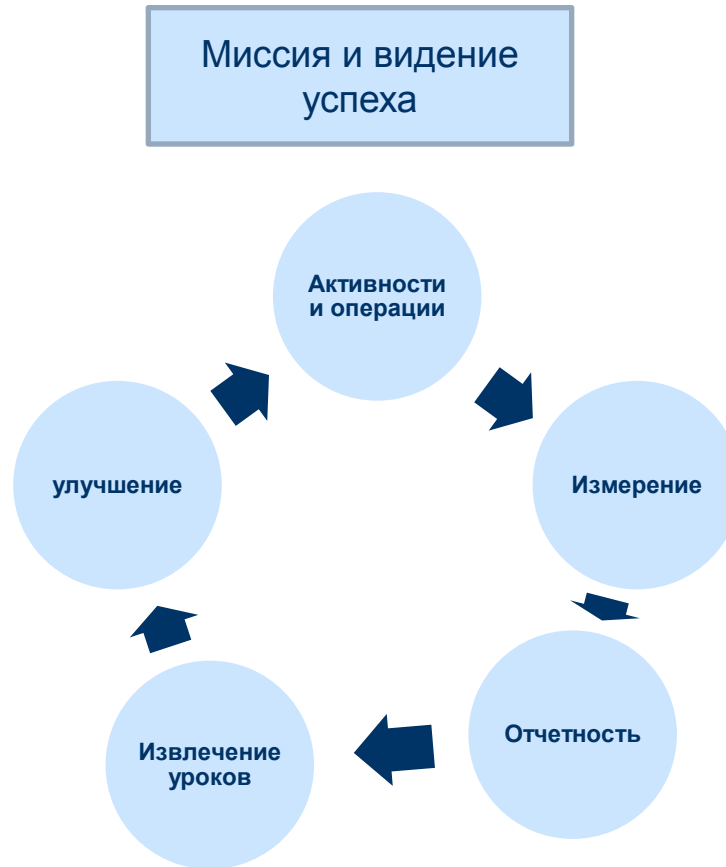 Миссия и видение
успеха
Активности
и операции
Измерение
Отчетность
Извлечение
уроков
улучшение